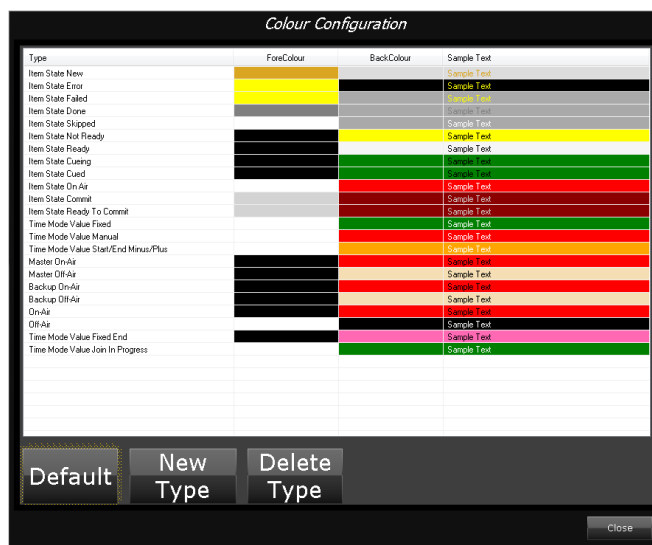 Colour Configuration
Type ForeColour BackColour Sample Text
Item State New Sample Text
Item State Error Sample Text
Item State Failed Sample Text
Item State Done Sample Text
Item State Skipped Sample Text
Item State Not Ready Sample Text
Item State Ready Sample Text
Item State Cueing Sample Text
Item State Cued Sample Text
Item State On Air Sample Text
Item State Commit Sample Text
Item State Ready To Commit Sample Text
Time Mode Value Fixed Sample Text
Time Mode Value Manual Sample Text
Time Mode Value Start/End Minus/Plus Sample Text
Master On-Air Sample Text
Master Off-Air Sample Text
Backup On-Air Sample Text
Backup Off-Air Sample Text
On-Air Sample Text
Off-Air Sample Text
Time Mode Value Fixed End Sample Text
Time Mode Value Join In Progress Sample Text
Default
New
Type
Delete
Type
Close